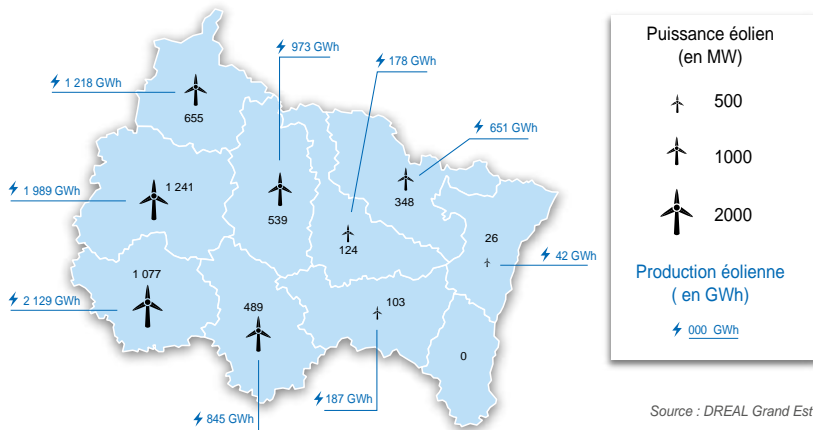 973 GWh
178 GWh
1 218 GWh
655
651 GWh
348
1 989 GWh
1 241
539
124
26
42 GWh
1 077
2 129 GWh
489
103
0
187 GWh
845 GWh
Puissance éolien
(en MW)
500
1000
2000
Production éolienne
( en GWh)
000 GWh
Source : DREAL Grand Est